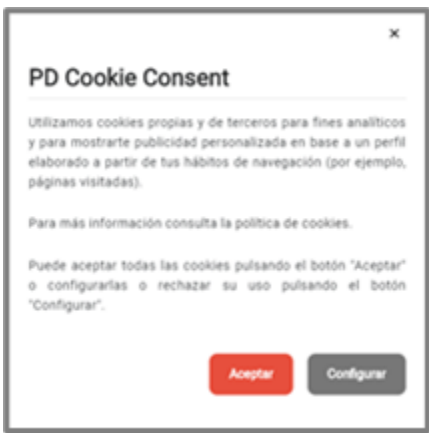 ×
PD Cookie Consent
Utilizamos cookies propias y de terceros para fines analíticos
y para mostrarte publicidad personalizada en base a un perfil
elaborado a partir de tus hábitos de navegación (por ejemplo,
páginas visitadas).
Para más información consulta la política de cookies.
Puede aceptar todas las cookies pulsando el botón "Aceptar"
o configurarlas o rechazar su uso pulsando el botón
"Configurar".
Aceptar Configurar